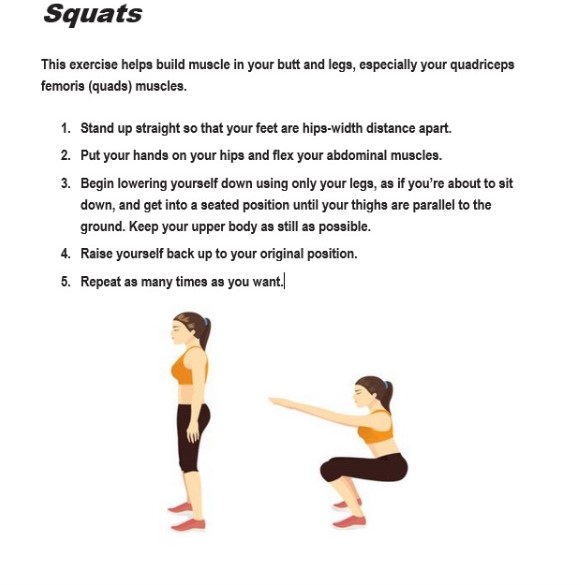 Squats
This exercise helps build muscle in your butt and legs, especially your quadriceps
femoris (quads) muscles.
1. Stand up straight so that your feet are hips-width distance apart.
2. Put your hands on your hips and flex your abdominal muscles.
3. Begin lowering yourself down using only your legs, as if you’re about to sit
down, and get into a seated position until your thighs are parallel to the
ground. Keep your upper body as still as possible.
4. Raise yourself back up to your original position.
5. Repeat as many times as you want.